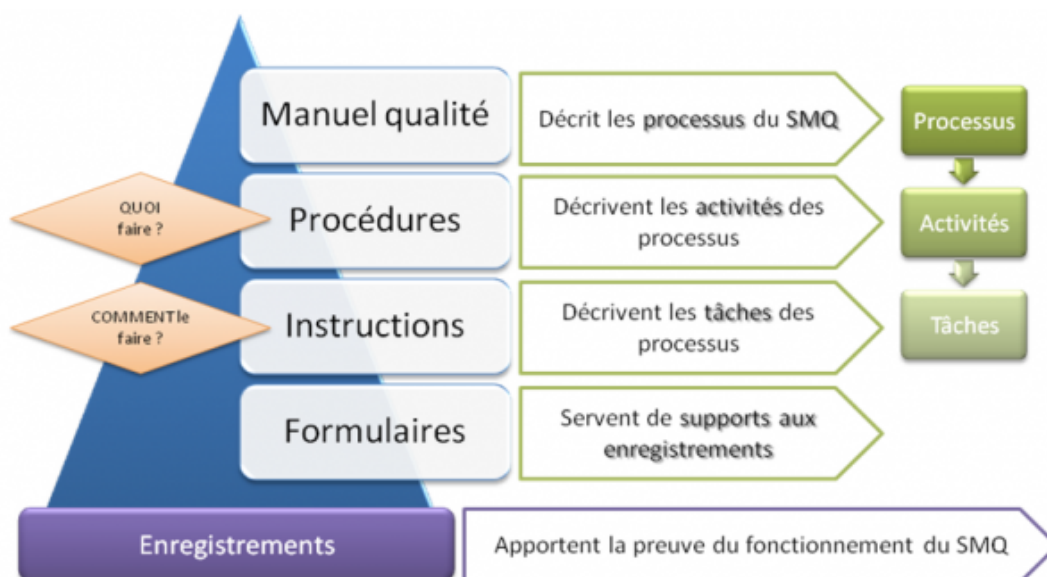 Manuel qualité
Décrit les processus du SMQ
Processus
QUOI
faire ?
Procédures
Décrivent les activités des
processus
Activités
COMMENT le
faire ?
Instructions
Décrivent les tâches des
processus
Tâches
Formulaires
Servent de supports aux
enregistrements
Enregistrements
Apportent la preuve du fonctionnement du SMQ